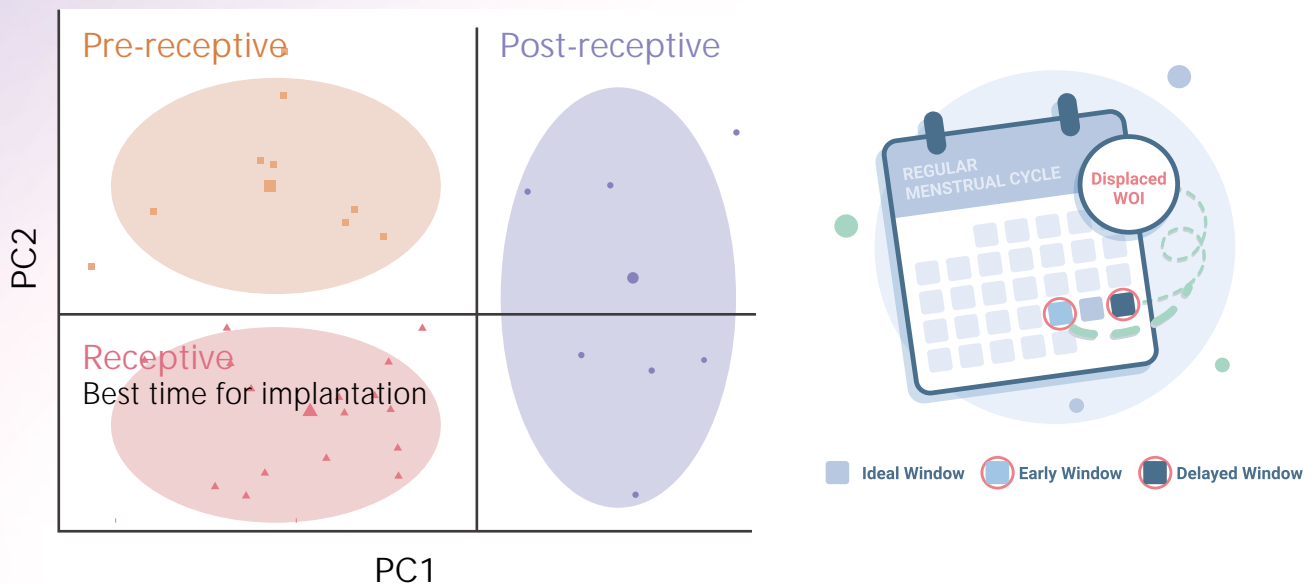 Pre-receptive
Post-receptive
PC2
Receptive
Best time for implantation
PC1
REGULAR
MENSTRUAL CYCLE
Displaced
WOI
Ideal Window
Early Window
Delayed Window